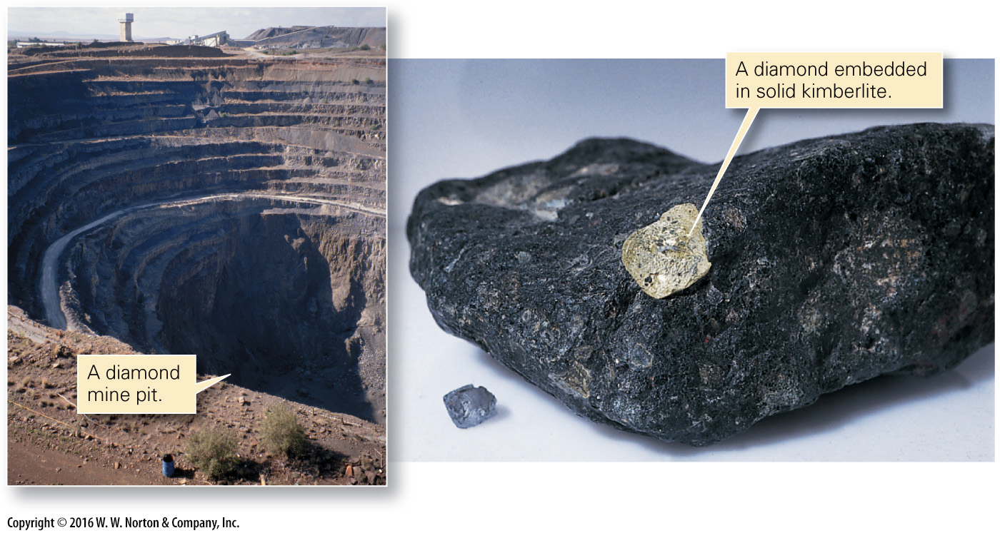 A diamond embedded
in solid kimberlite.
A diamond
mine pit.
Copyright © 2016 W. W. Norton & Company, Inc.